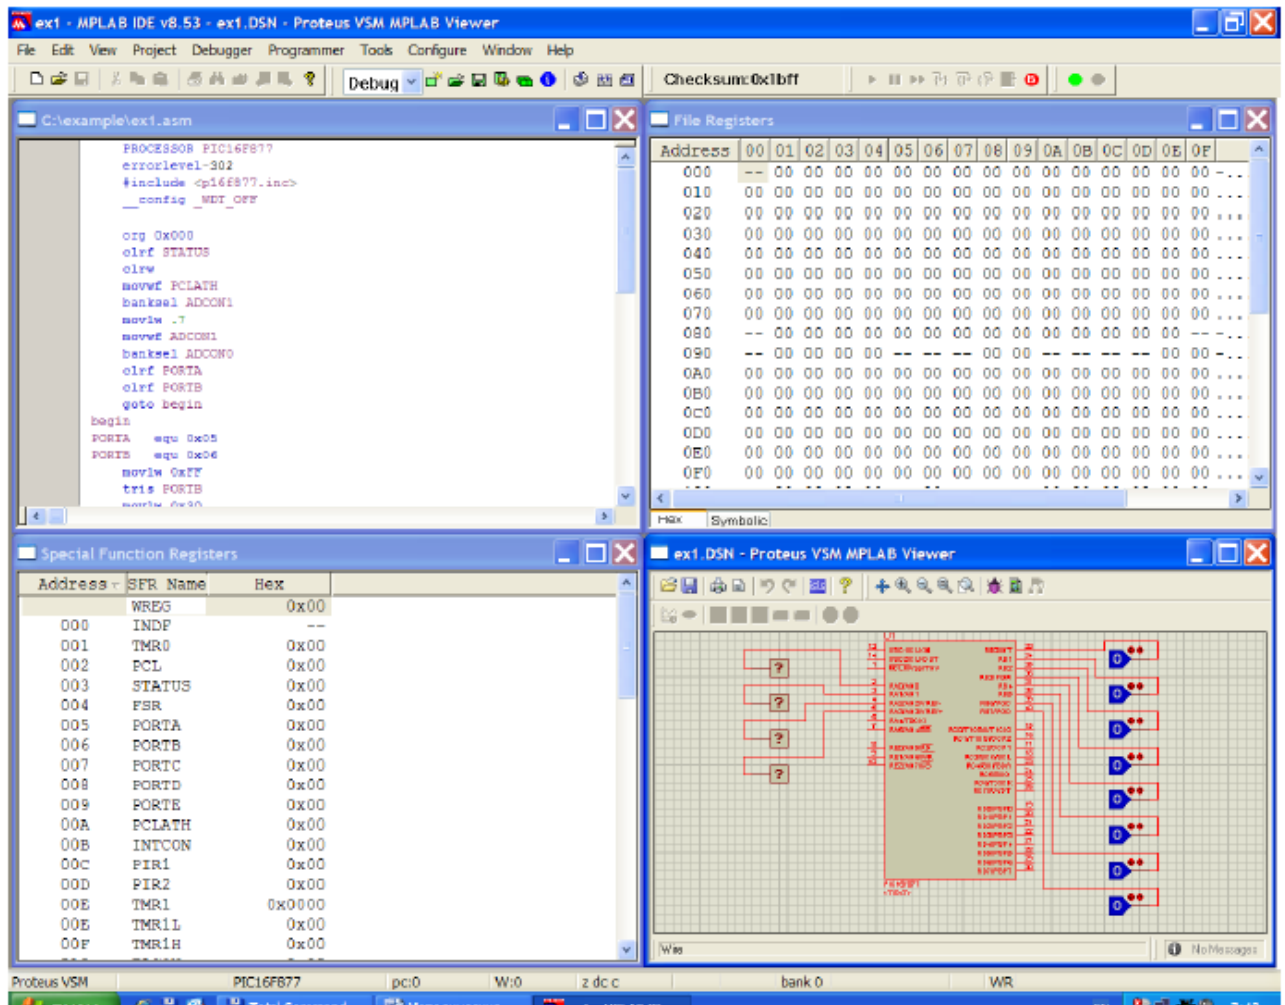 ex1 - MPLAB IDE v8.53 - ex1.DSN - Proteus VSM MPLAB Viewer
File Edit View Project Debugger Programmer Tools Configure Window Help
Debug
Checksum: 0x1bff
C:\example\ex1.asm
PROCESSOR PIC16F877
errorlevel-302
#include <p16f877.inc>
__config _WDT_OFF
org 0x000
clrf STATUS
clrw
movwf PCLATH
banksel ADCON1
movlw .7
movwf ADCON1
banksel ADCON0
clrf PORTA
clrf PORTB
goto begin
begin
PORTA equ 0x05
PORTB equ 0x06
movlw 0xFF
tris PORTB
movlw 0x30
File Registers
Address 00 01 02 03 04 05 06 07 08 09 0A 0B 0C 0D 0E 0F
000 -- 00 00 00 00 00 00 00 00 00 00 00 00 00 00 00 -...
010 00 00 00 00 00 00 00 00 00 00 00 00 00 00 00 00 ....
020 00 00 00 00 00 00 00 00 00 00 00 00 00 00 00 00 ....
030 00 00 00 00 00 00 00 00 00 00 00 00 00 00 00 00 ....
040 00 00 00 00 00 00 00 00 00 00 00 00 00 00 00 00 ....
050 00 00 00 00 00 00 00 00 00 00 00 00 00 00 00 00 ....
060 00 00 00 00 00 00 00 00 00 00 00 00 00 00 00 00 ....
070 00 00 00 00 00 00 00 00 00 00 00 00 00 00 00 00 ....
080 -- 00 00 00 00 00 00 00 00 00 00 00 00 00 00 -- -...
090 -- 00 00 00 00 -- -- -- 00 00 -- -- -- -- 00 00 -...
0A0 00 00 00 00 00 00 00 00 00 00 00 00 00 00 00 00 ....
0B0 00 00 00 00 00 00 00 00 00 00 00 00 00 00 00 00 ....
0C0 00 00 00 00 00 00 00 00 00 00 00 00 00 00 00 00 ....
0D0 00 00 00 00 00 00 00 00 00 00 00 00 00 00 00 00 ....
0E0 00 00 00 00 00 00 00 00 00 00 00 00 00 00 00 00 ....
0F0 00 00 00 00 00 00 00 00 00 00 00 00 00 00 00 00 ...
Hex Symbolic
Special Function Registers
Address SFR Name Hex
WREG 0x00
000 INDF --
001 TMR0 0x00
002 PCL 0x00
003 STATUS 0x00
004 FSR 0x00
005 PORTA 0x00
006 PORTB 0x00
007 PORTC 0x00
008 PORTD 0x00
009 PORTE 0x00
00A PCLATH 0x00
00B INTCON 0x00
00C PIR1 0x00
00D PIR2 0x00
00E TMR1 0x0000
00E TMR1L 0x00
00F TMR1H 0x00
ex1.DSN - Proteus VSM MPLAB Viewer
U1
?
?
?
?
0
0
0
0
0
0
0
0
Wire
No Messages
Proteus VSM PIC16F877 pc:0 W:0 z dc c bank 0 WR